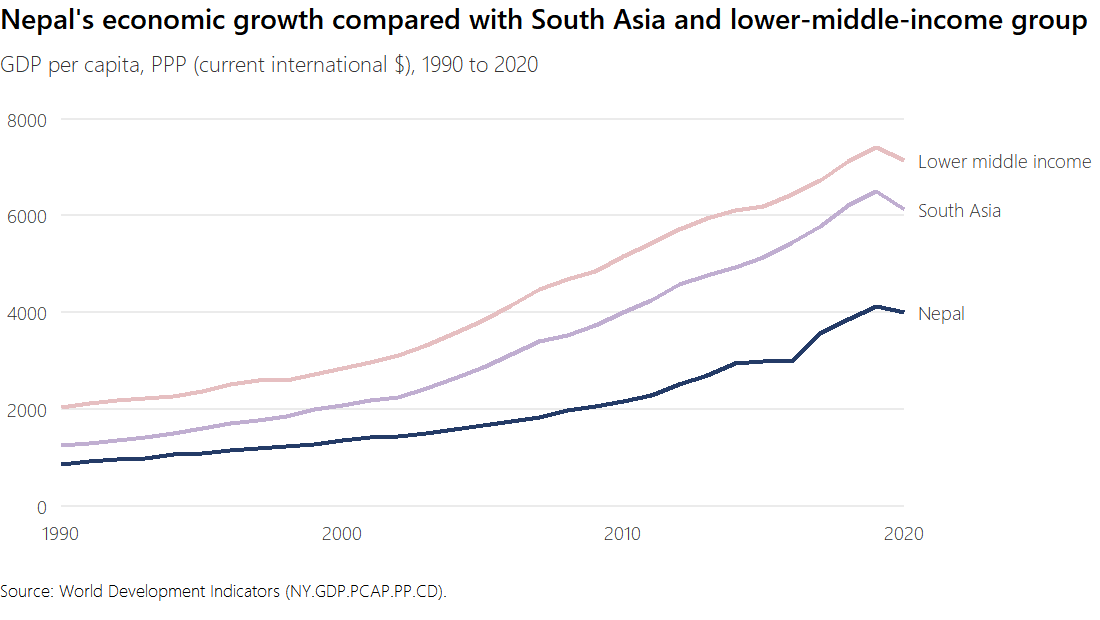 Nepal's economic growth compared with South Asia and lower-middle-income group
GDP per capita, PPP (current international $), 1990 to 2020
8000
Lower middle income
6000
South Asia
4000
Nepal
2000
0
1990 2000 2010 2020
Source: World Development Indicators (NY.GDP.PCAP.PP.CD).